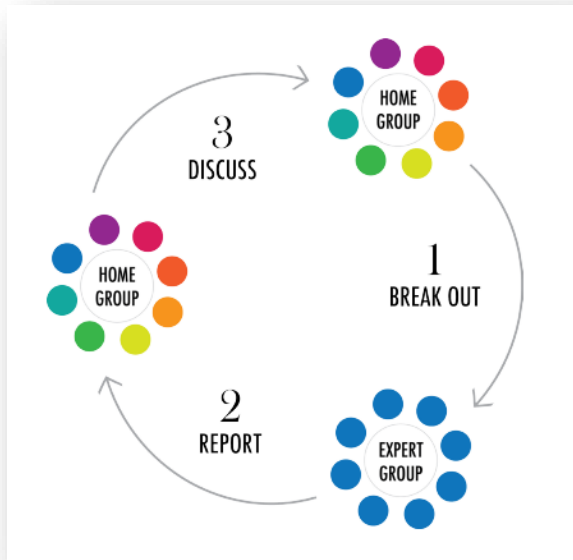 HOME
GROUP
3
DISCUSS
1
BREAK OUT
HOME
GROUP
2
REPORT
EXPERT
GROUP